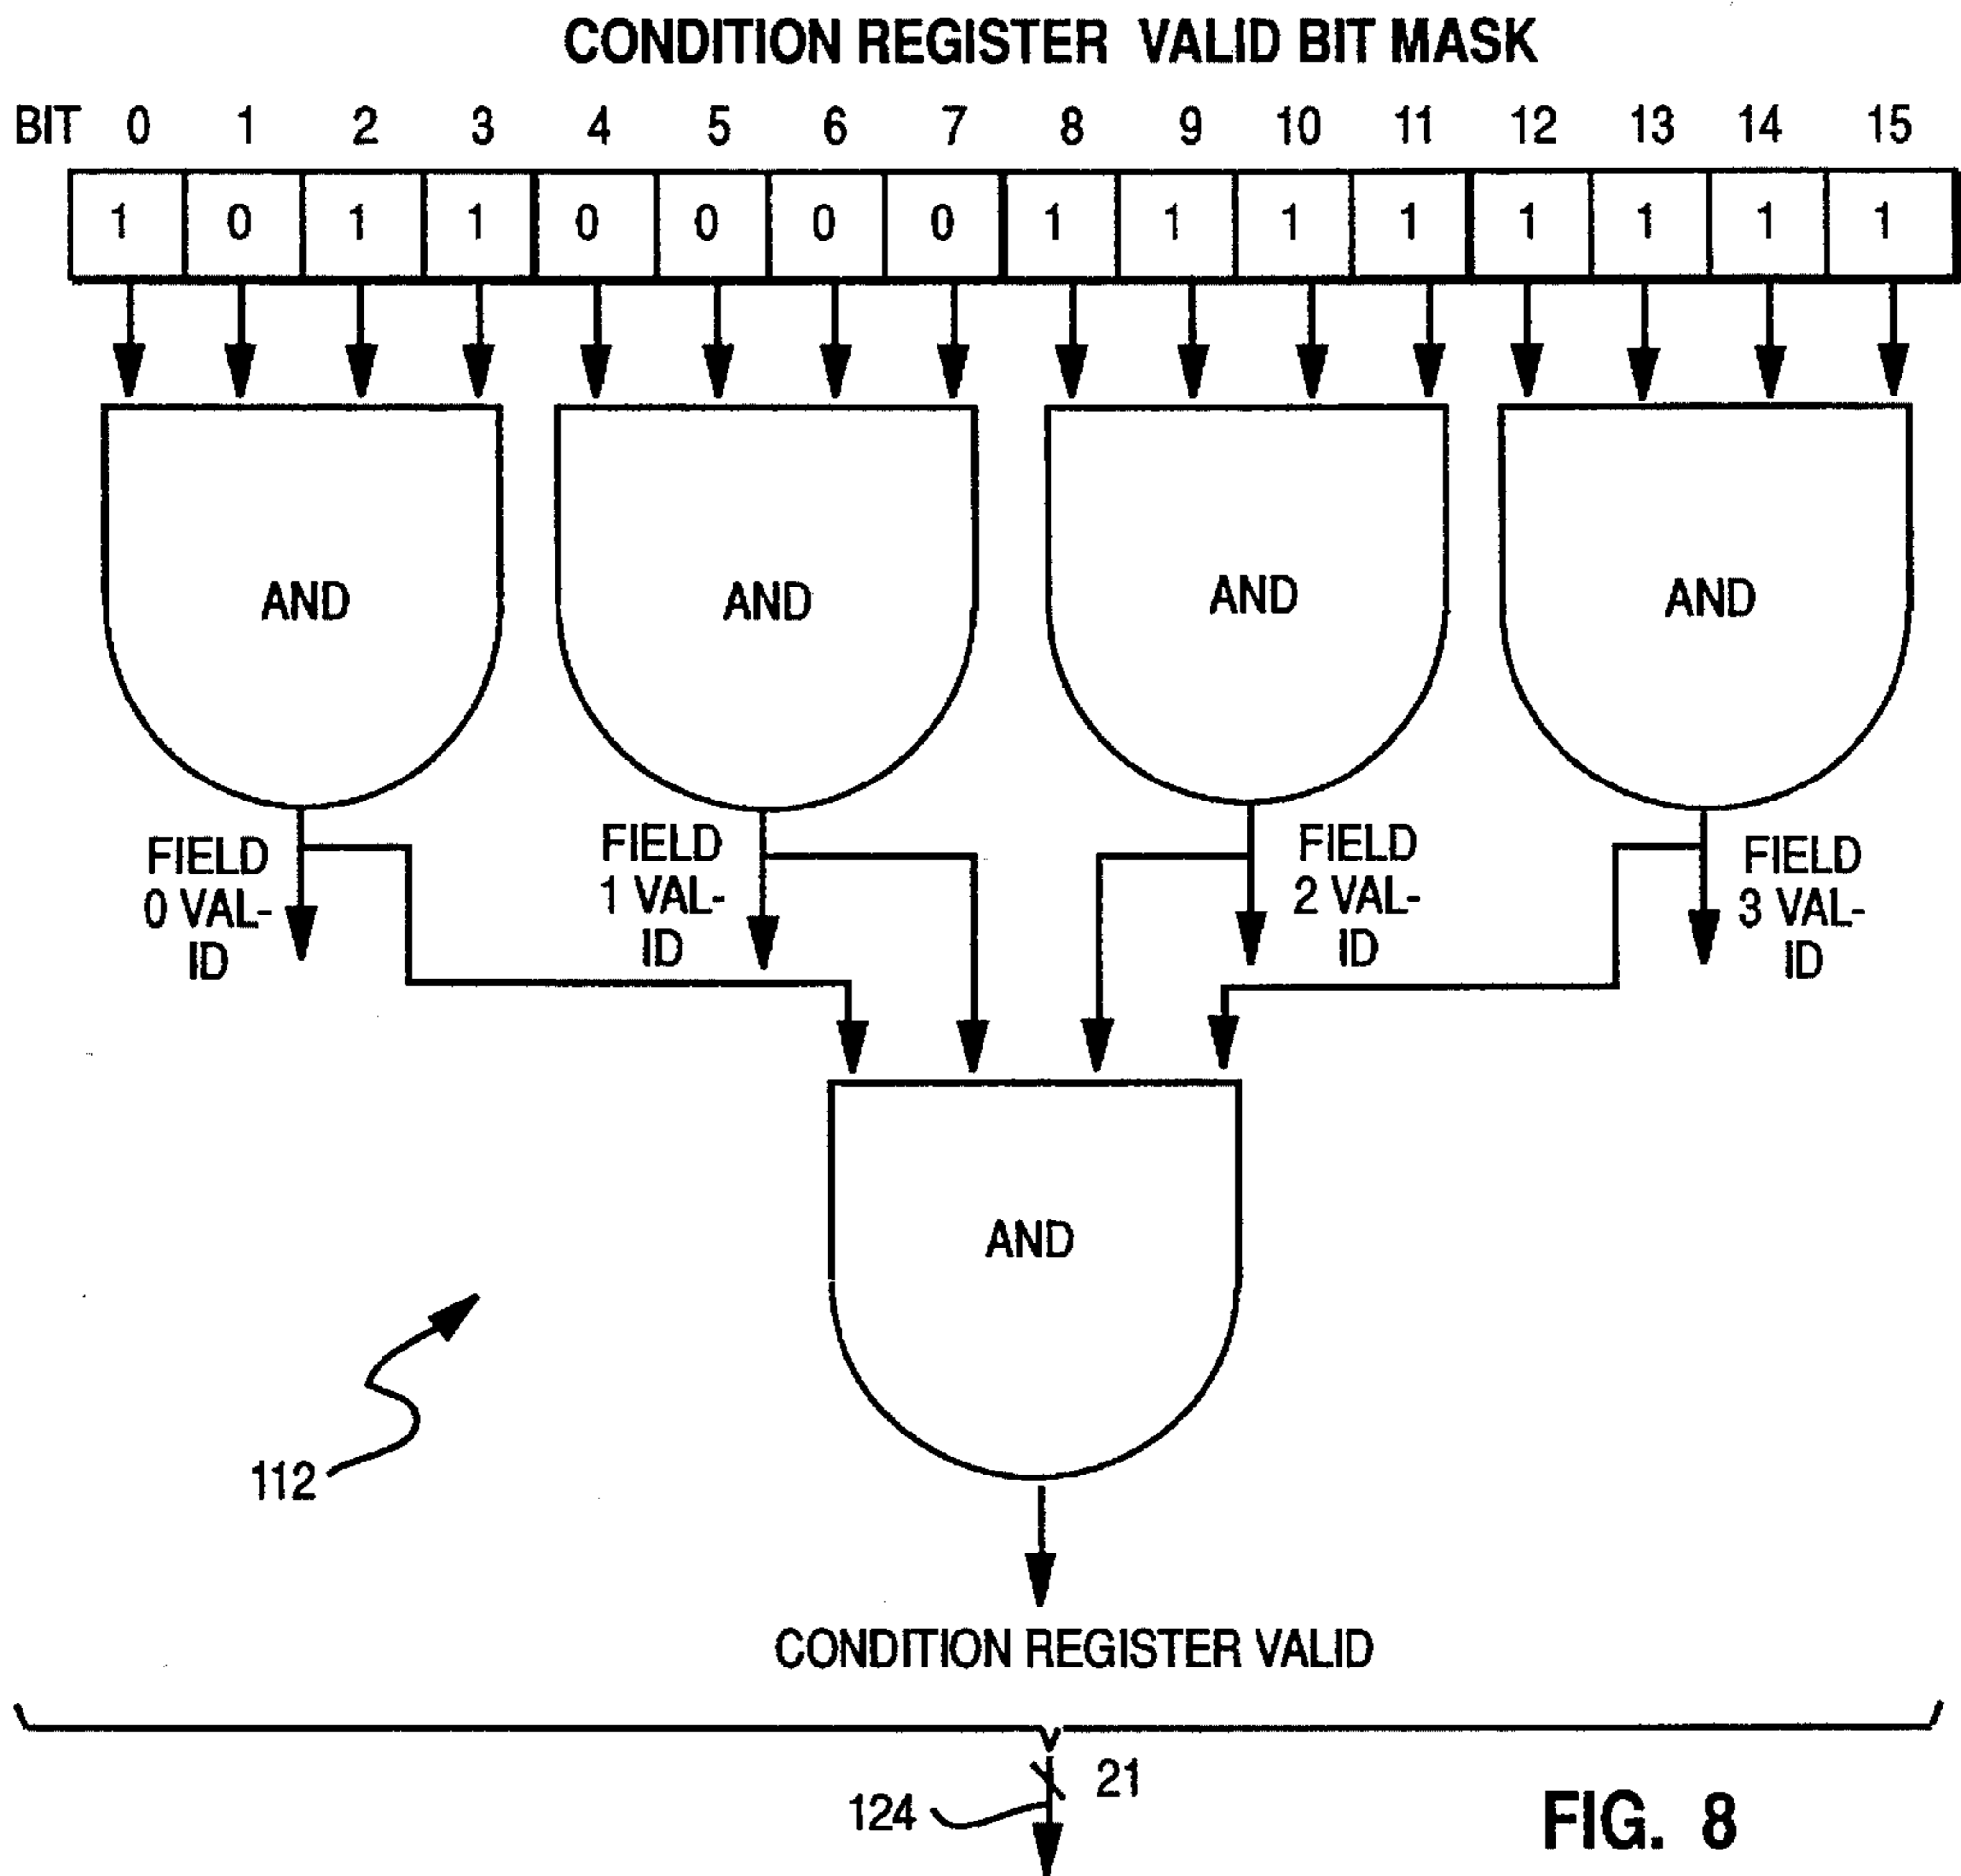 CONDITION REGISTER VALID BIT MASK
BIT 0 1 2 3 4 5 6 7 8 9 10 11 12 13 14 15
1 0 1 1 0 0 0 0 1 1 1 1 1 1 1 1
AND AND AND AND
FIELD
0 VAL-
ID
FIELD
1 VAL-
ID
FIELD
2 VAL-
ID
FIELD
3 VAL-
ID
AND
112
CONDITION REGISTER VALID
21
124
FIG. 8